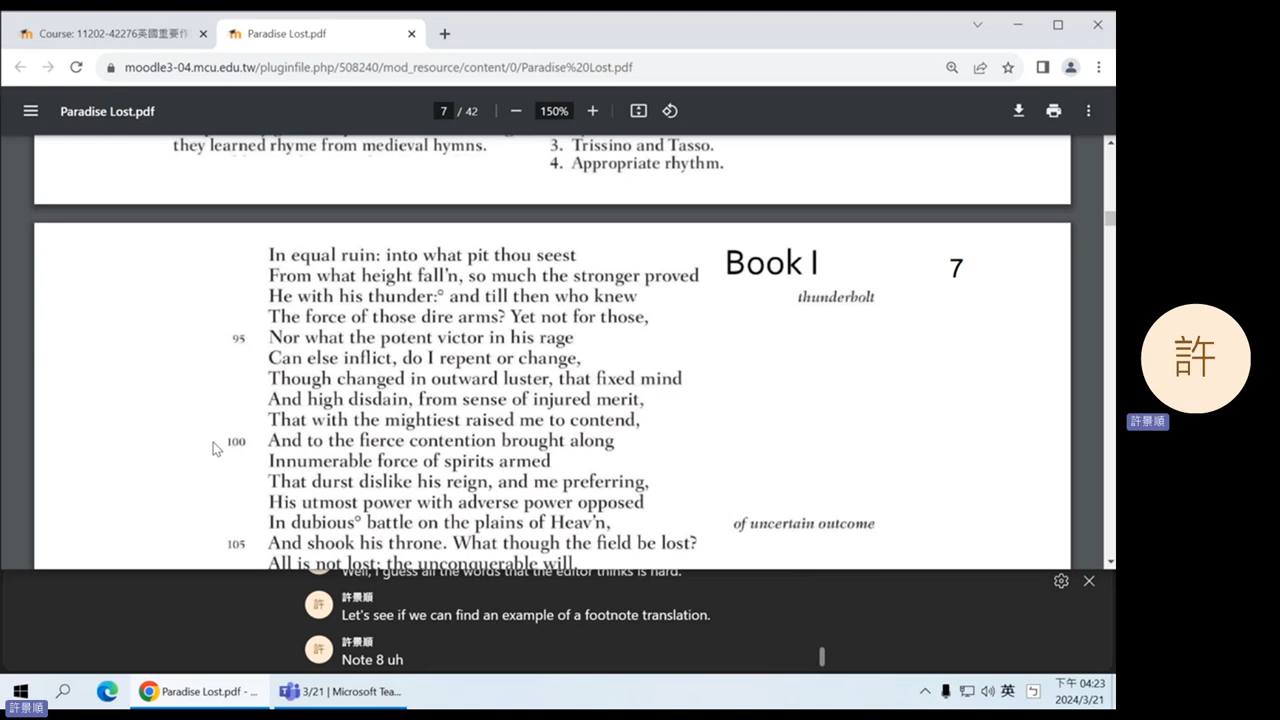 Course: 11202-42276英國重要作
Paradise Lost.pdf
moodle3-04.mcu.edu.tw/pluginfile.php/508240/mod_resource/content/0/Paradise%20Lost.pdf
Paradise Lost.pdf
7 / 42
150%
they learned rhyme from medieval hymns.
3. Trissino and Tasso.
4. Appropriate rhythm.
Book I
7
In equal ruin: into what pit thou seest
From what height fall'n, so much the stronger proved
He with his thunder:° and till then who knew
thunderbolt
The force of those dire arms? Yet not for those,
95 Nor what the potent victor in his rage
Can else inflict, do I repent or change,
Though changed in outward luster, that fixed mind
And high disdain, from sense of injured merit,
That with the mightiest raised me to contend,
100 And to the fierce contention brought along
Innumerable force of spirits armed
That durst dislike his reign, and me preferring,
His utmost power with adverse power opposed
In dubious° battle on the plains of Heav'n,
of uncertain outcome
105 And shook his throne. What though the field be lost?
All is not lost; the unconquerable will,
Well, I guess all the words that the editor thinks is hard.
許景順
Let's see if we can find an example of a footnote translation.
許景順
Note 8 uh
許
許
許
許景順
Paradise Lost.pdf - ...
3/21 | Microsoft Tea...
英
下午 04:23
2024/3/21
許景順